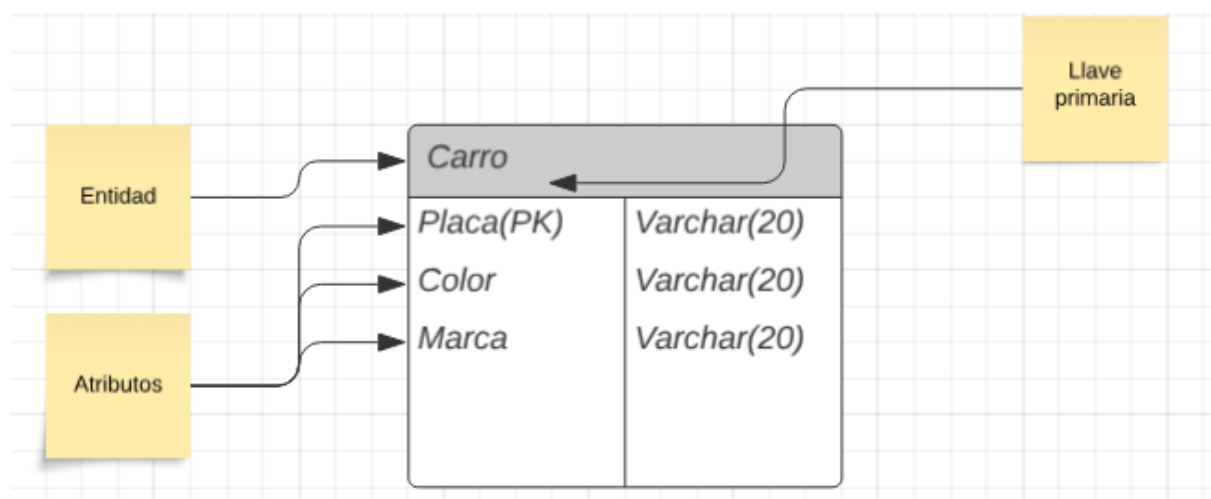 Llave
primaria
Entidad
Carro
Placa(PK) Varchar(20)
Color Varchar(20)
Marca Varchar(20)
Atributos